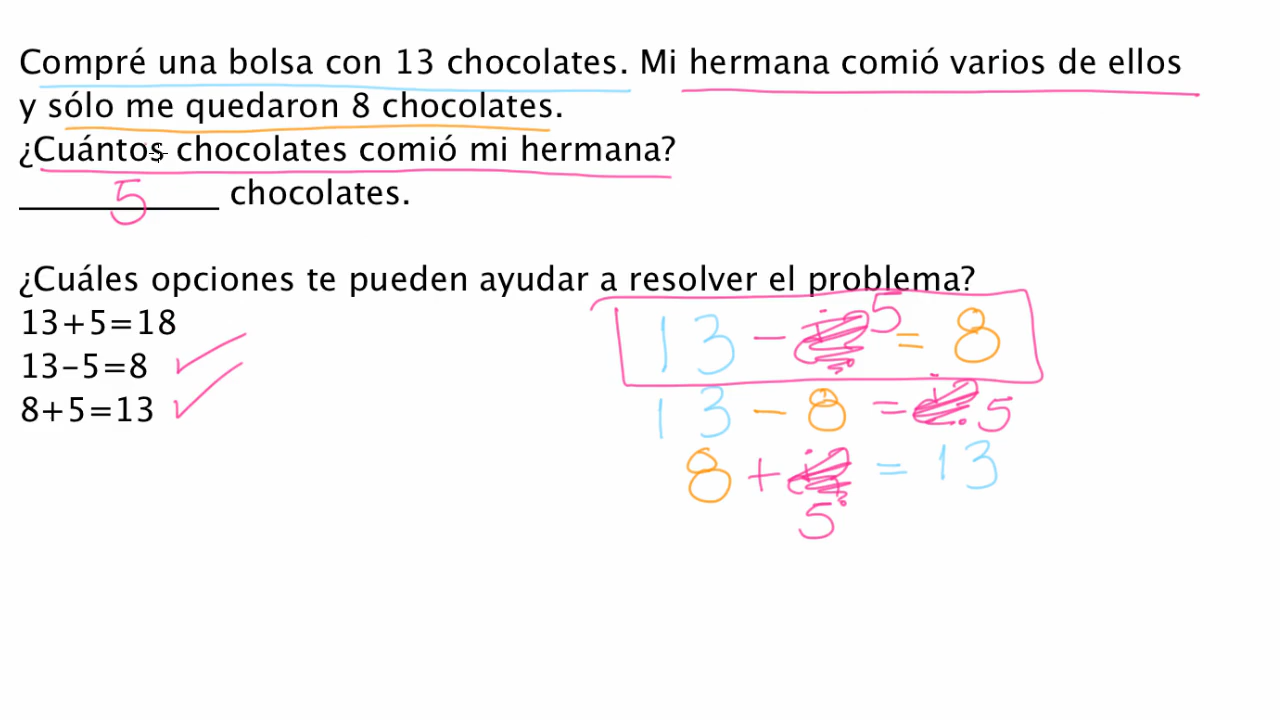 Compré una bolsa con 13 chocolates. Mi hermana comió varios de ellos
y sólo me quedaron 8 chocolates.
¿Cuántos chocolates comió mi hermana?
5 chocolates.
¿Cuáles opciones te pueden ayudar a resolver el problema?
13+5=18
13-5=8
8+5=13
13 - 5 = 8
13 - 8 = 5
8 + 5 = 13